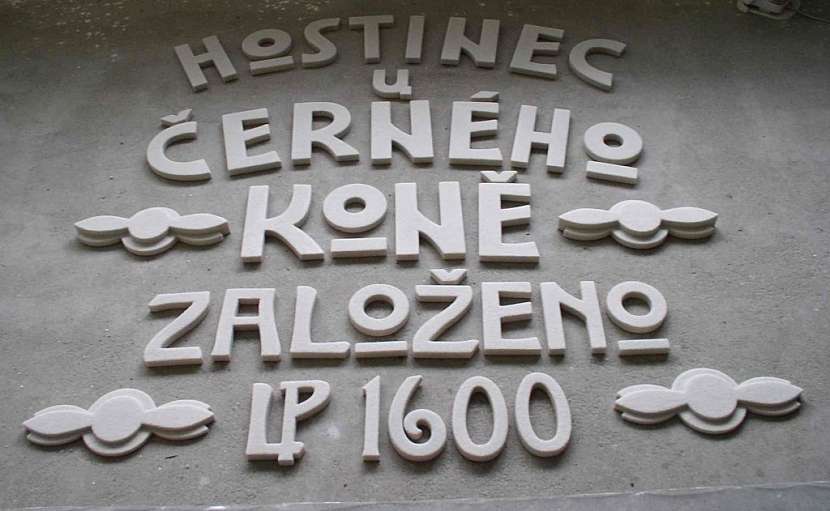 HOSTINEC
u
ČERNÉHO
KONĚ
ZALOŽENO
LP 1600